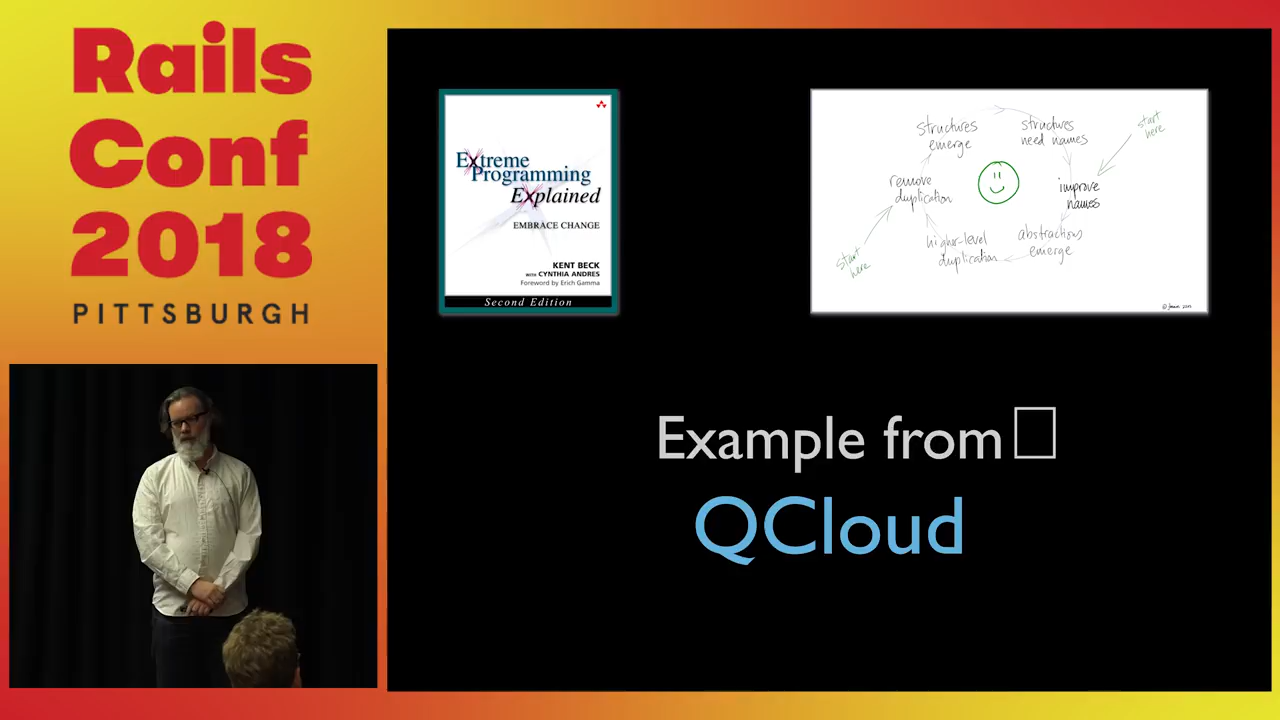 Rails
Conf
2018
PITTSBURGH
Extreme
Programming
Explained
EMBRACE CHANGE
KENT BECK
WITH CYNTHIA ANDRES
Foreword by Erich Gamma
Second Edition
structures
emerge
structures
need names
start
here
remove
duplication
improve
names
higher-level
duplication
abstractions
emerge
start
here
Example from
QCloud